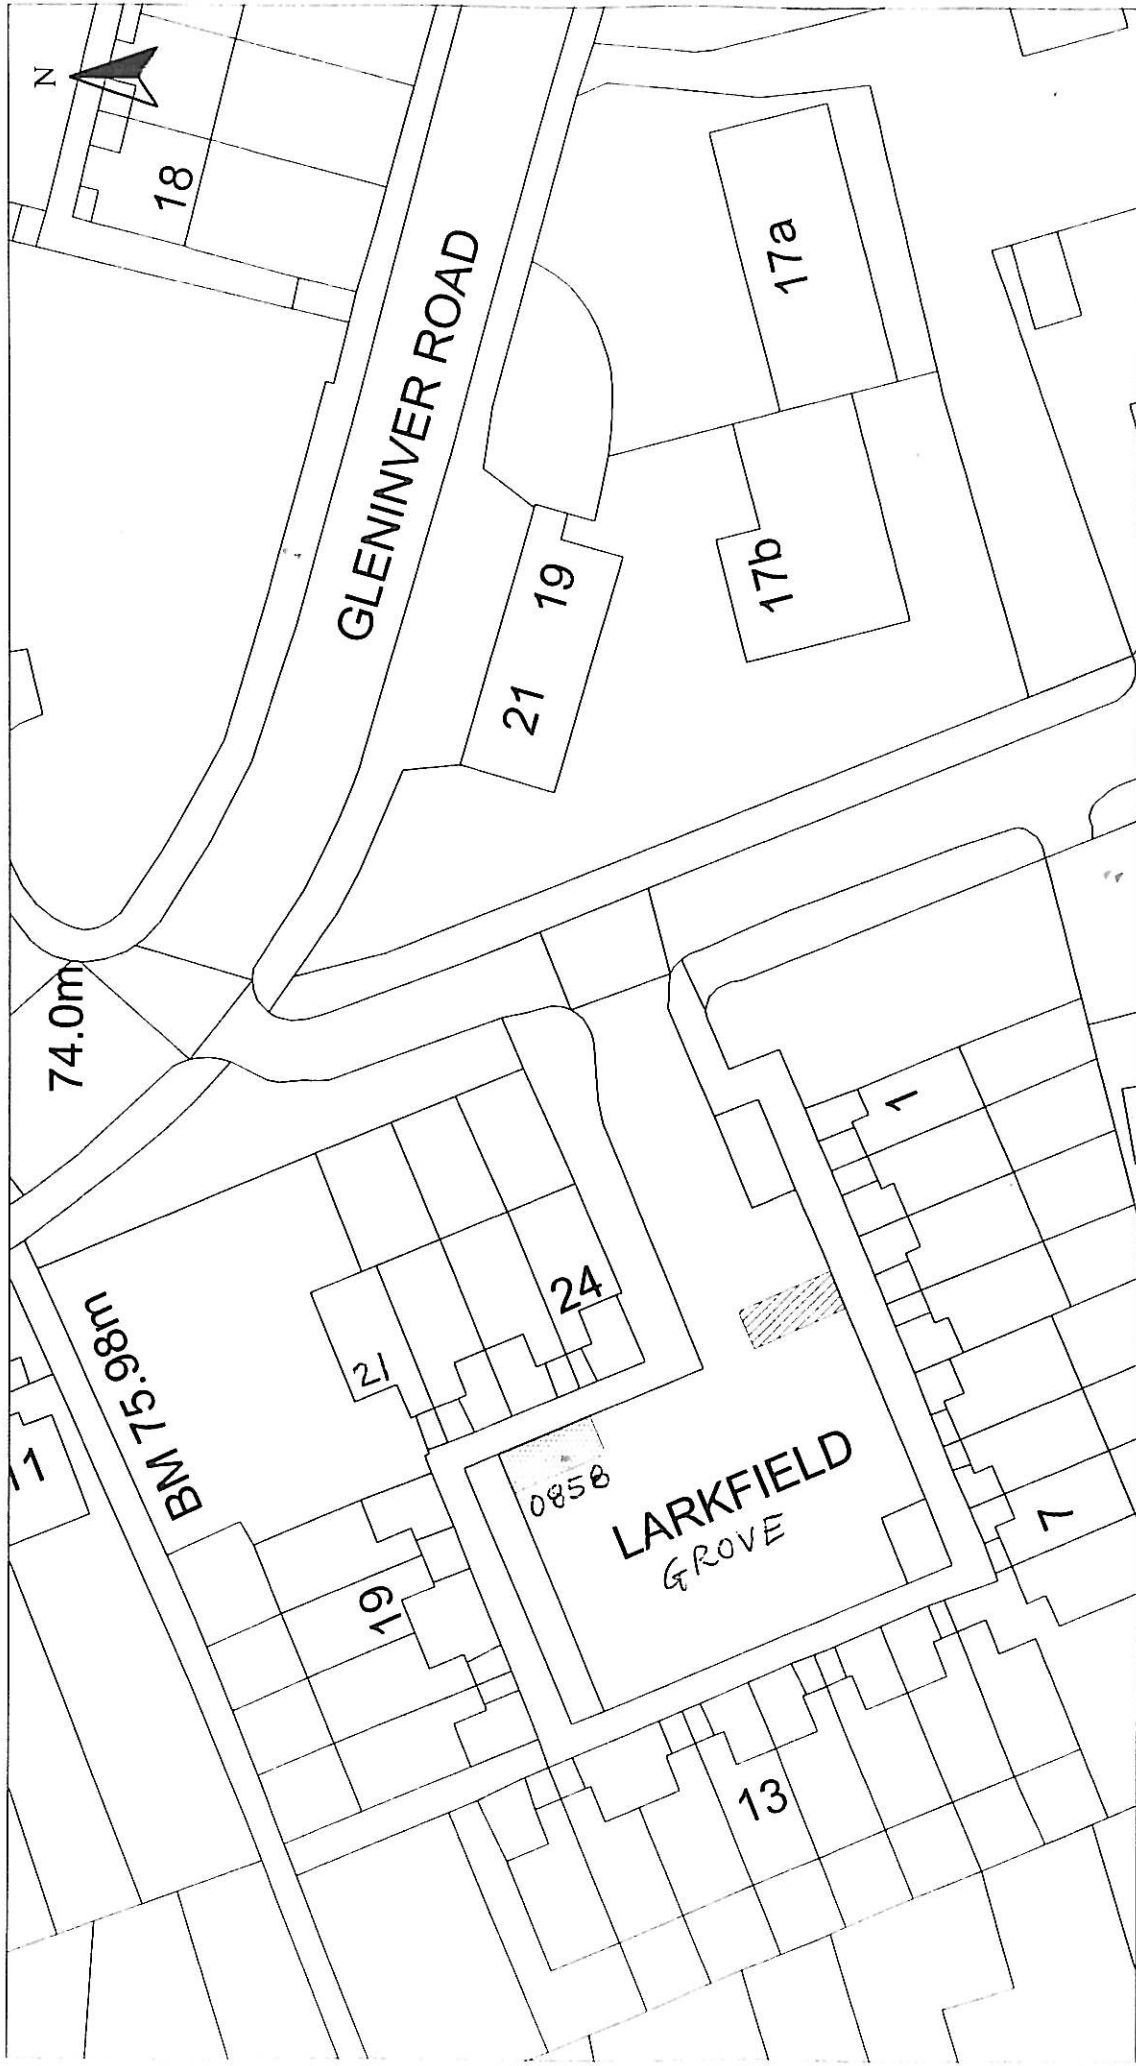 N
18
GLENINVER ROAD
17a
19
21
17b
74.0m
BM 75.98m
11
21
24
1
0858
LARKFIELD
GROVE
19
7
13